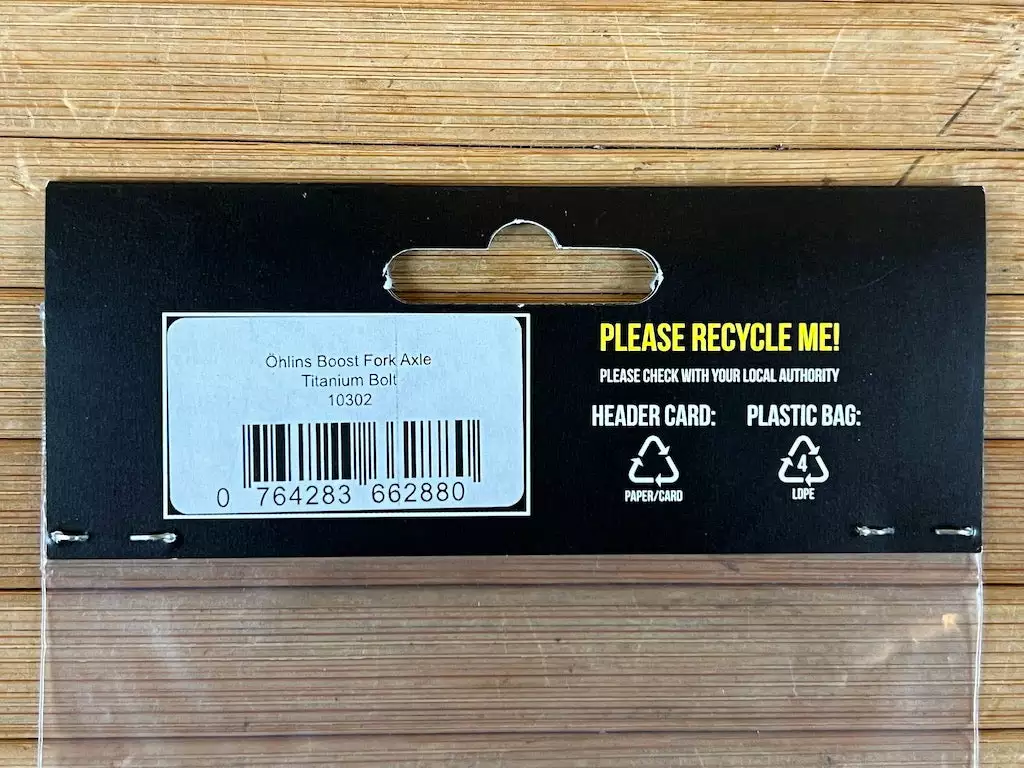 Öhlins Boost Fork Axle
Titanium Bolt
10302
0 764283 662880
PLEASE RECYCLE ME!
PLEASE CHECK WITH YOUR LOCAL AUTHORITY
HEADER CARD: PLASTIC BAG:
4
PAPER/CARD LDPE